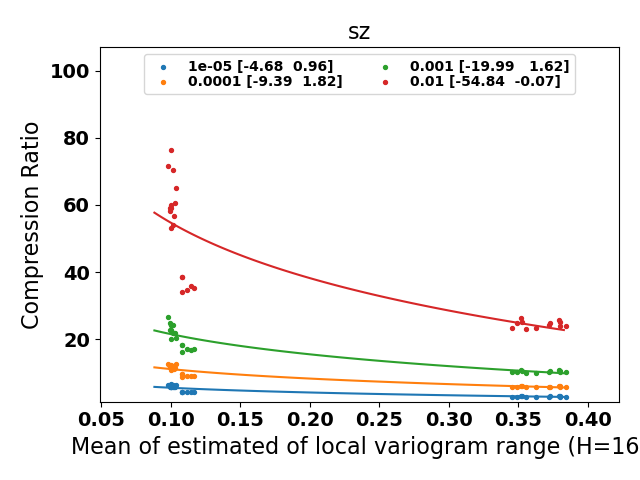 sz
1e-05 [-4.68  0.96]
0.0001 [-9.39  1.82]
0.001 [-19.99   1.62]
0.01 [-54.84  -0.07]
Compression Ratio
100
80
60
40
20
0.05 0.10 0.15 0.20 0.25 0.30 0.35 0.40
Mean of estimated of local variogram range (H=16